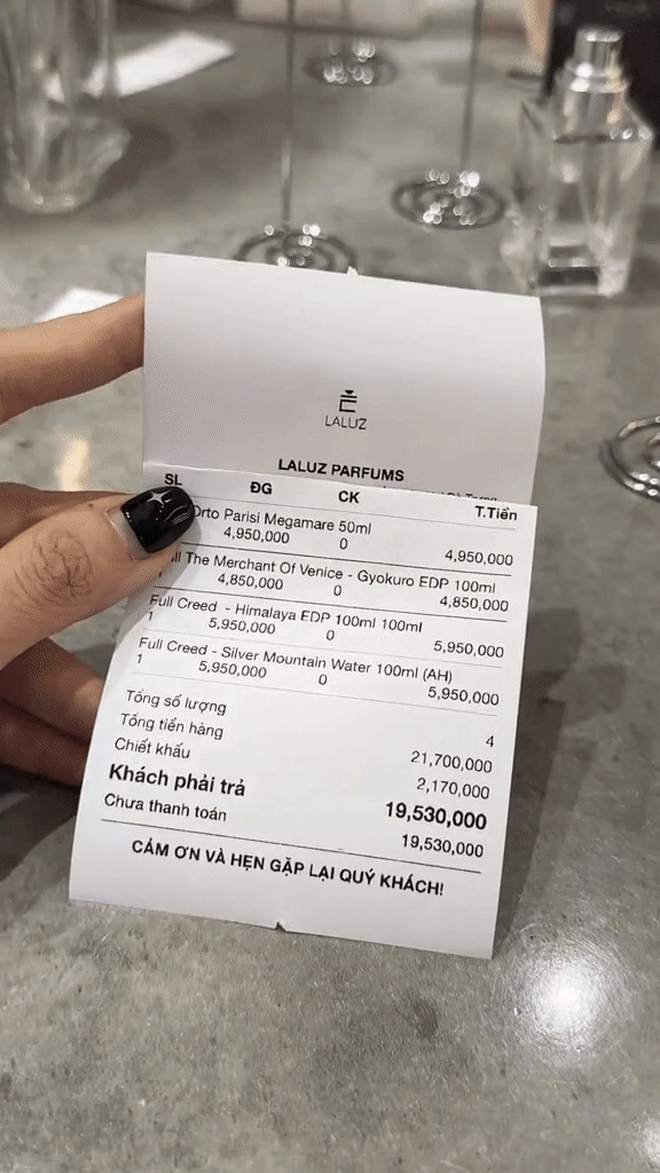 LALUZ
LALUZ PARFUMS
SL ĐG CK T.Tiền
Orto Parisi Megamare 50ml
4,950,000 0 4,950,000
The Merchant Of Venice - Gyokuro EDP 100ml
4,850,000 0 4,850,000
Full Creed - Himalaya EDP 100ml 100ml
1 5,950,000 0 5,950,000
Full Creed - Silver Mountain Water 100ml (AH)
1 5,950,000 0 5,950,000
Tổng số lượng 4
Tổng tiền hàng 21,700,000
Chiết khấu 2,170,000
Khách phải trả 19,530,000
Chưa thanh toán 19,530,000
CẢM ƠN VÀ HẸN GẶP LẠI QUÝ KHÁCH!